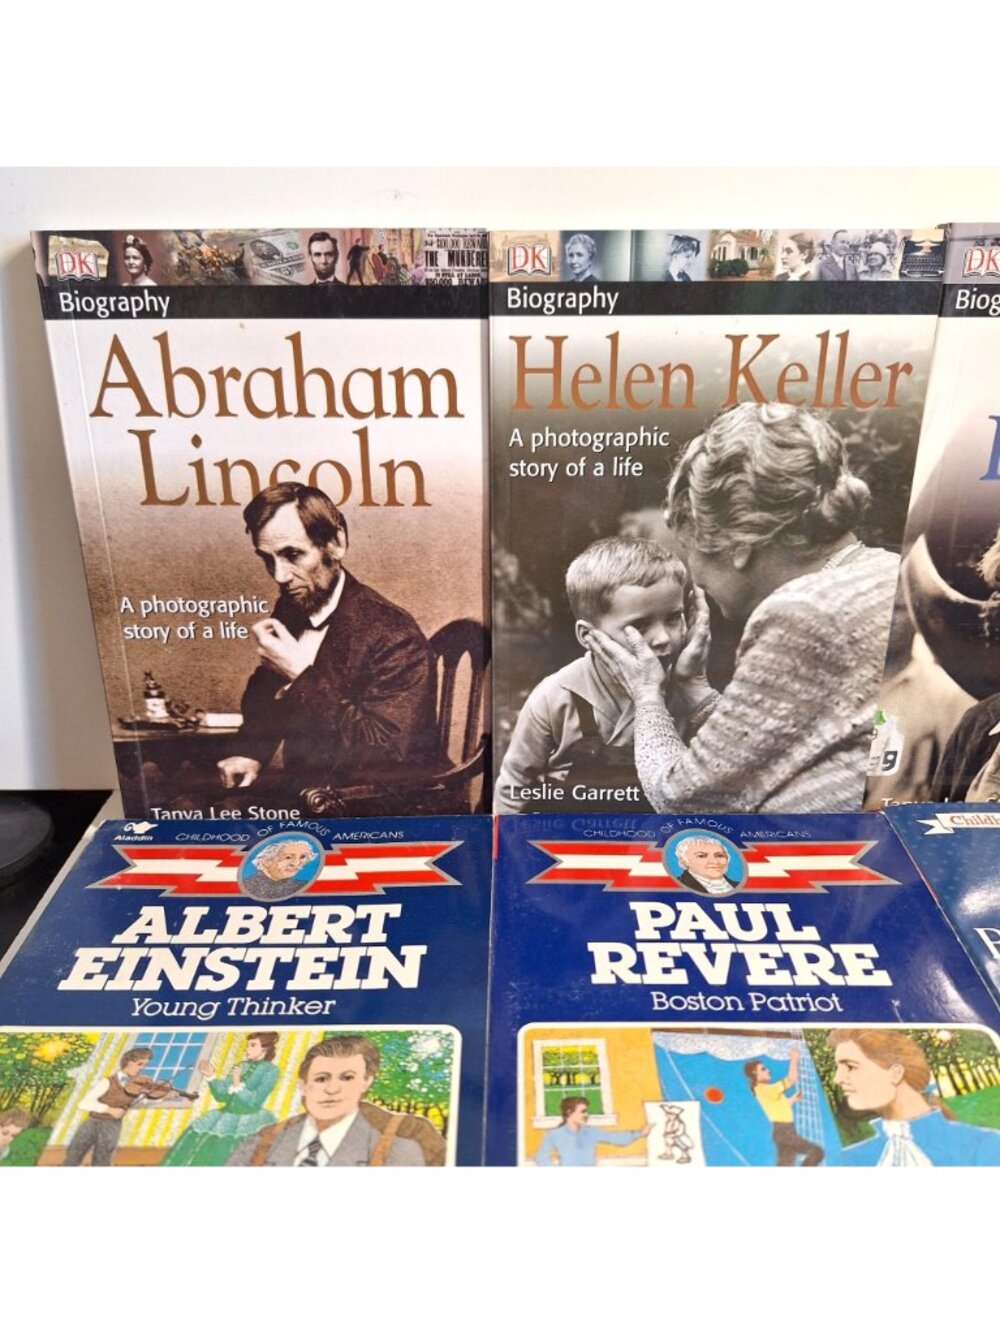 DK
Biography
Abraham
Lincoln
A photographic
story of a life
Tanya Lee Stone
DK
Biography
Helen Keller
A photographic
story of a life
Leslie Garrett
DK
Aladdin
CHILDHOOD OF FAMOUS AMERICANS
ALBERT
EINSTEIN
Young Thinker
CHILDHOOD OF FAMOUS AMERICANS
PAUL
REVERE
Boston Patriot